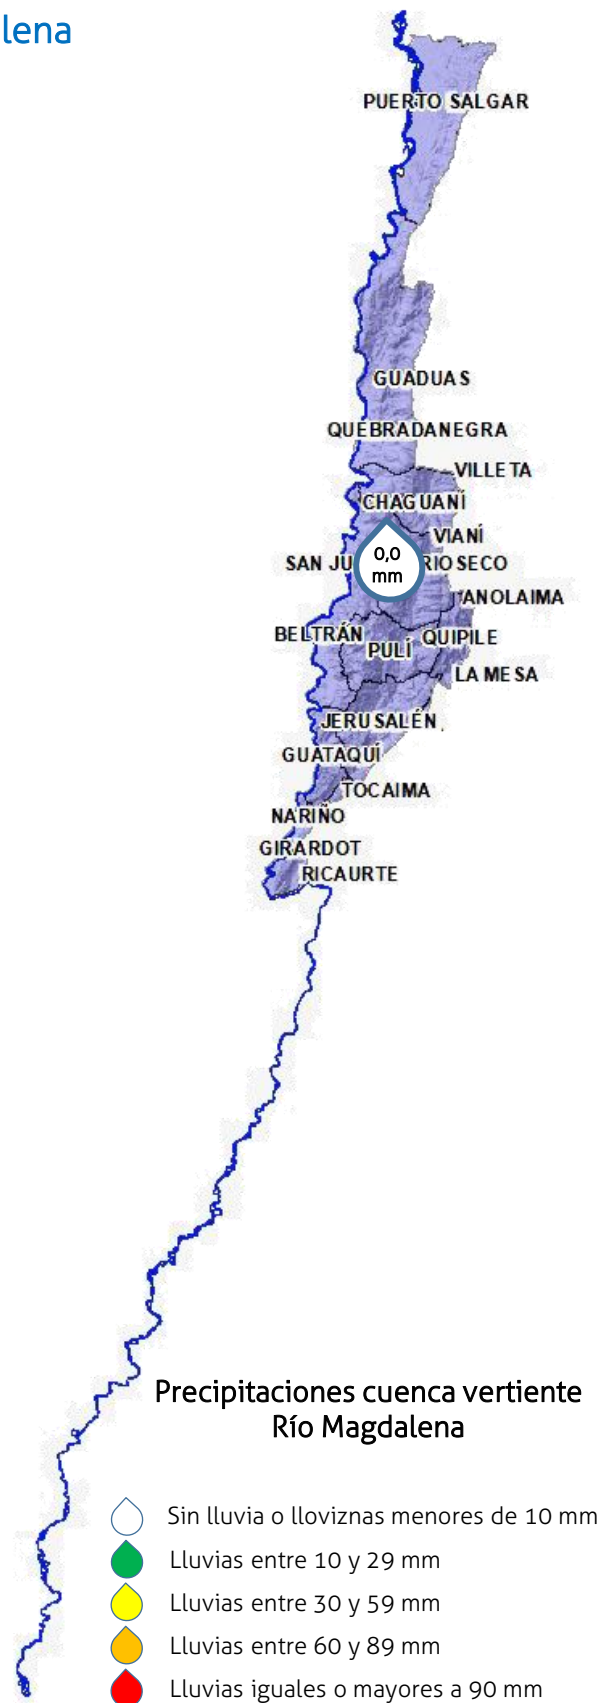 lena
PUERTO SALGAR
GUADUAS
QUEBRADANEGRA
VILLETA
CHAGUANÍ
VIANÍ
SAN JU
0,0
mm
RIO SECO
ANOLAIMA
BELTRÁN
QUIPILE
PULÍ
LA MESA
JERUSALÉN
GUATAQUÍ
TOCAIMA
NARIÑO
GIRARDOT
RICAURTE
Precipitaciones cuenca vertiente
Río Magdalena
Sin lluvia o lloviznas menores de 10 mm
Lluvias entre 10 y 29 mm
Lluvias entre 30 y 59 mm
Lluvias entre 60 y 89 mm
Lluvias iguales o mayores a 90 mm